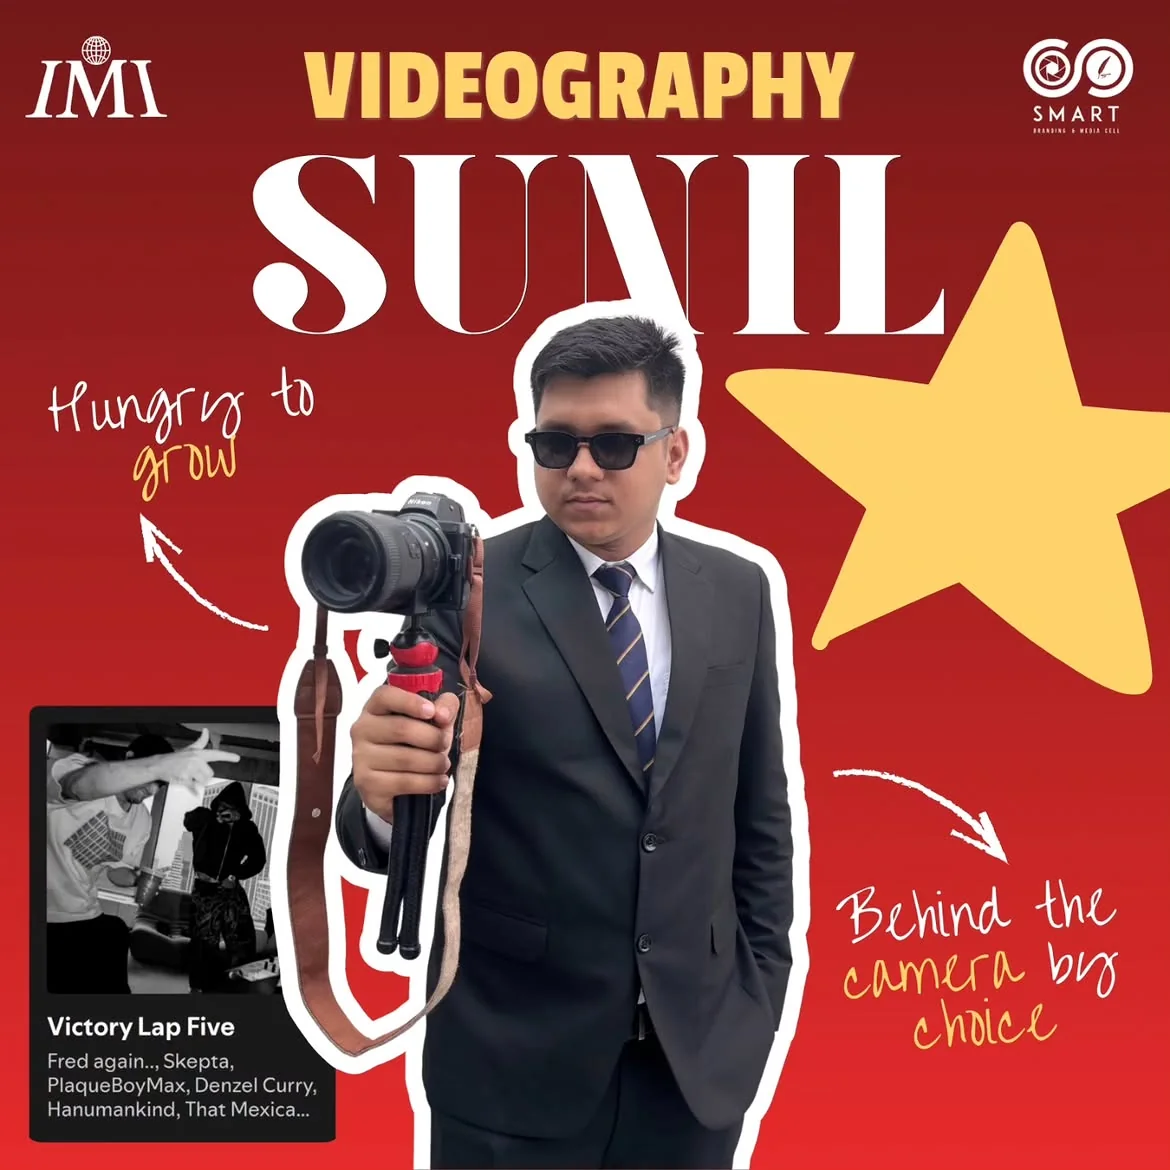 IMI
VIDEOGRAPHY
SMART
BRANDING & MEDIA CELL
SUNIL
Hungry to
grow
Nikon
Behind the
camera by
choice
Victory Lap Five
Fred again.., Skepta,
PlaqueBoyMax, Denzel Curry,
Hanumankind, That Mexica...